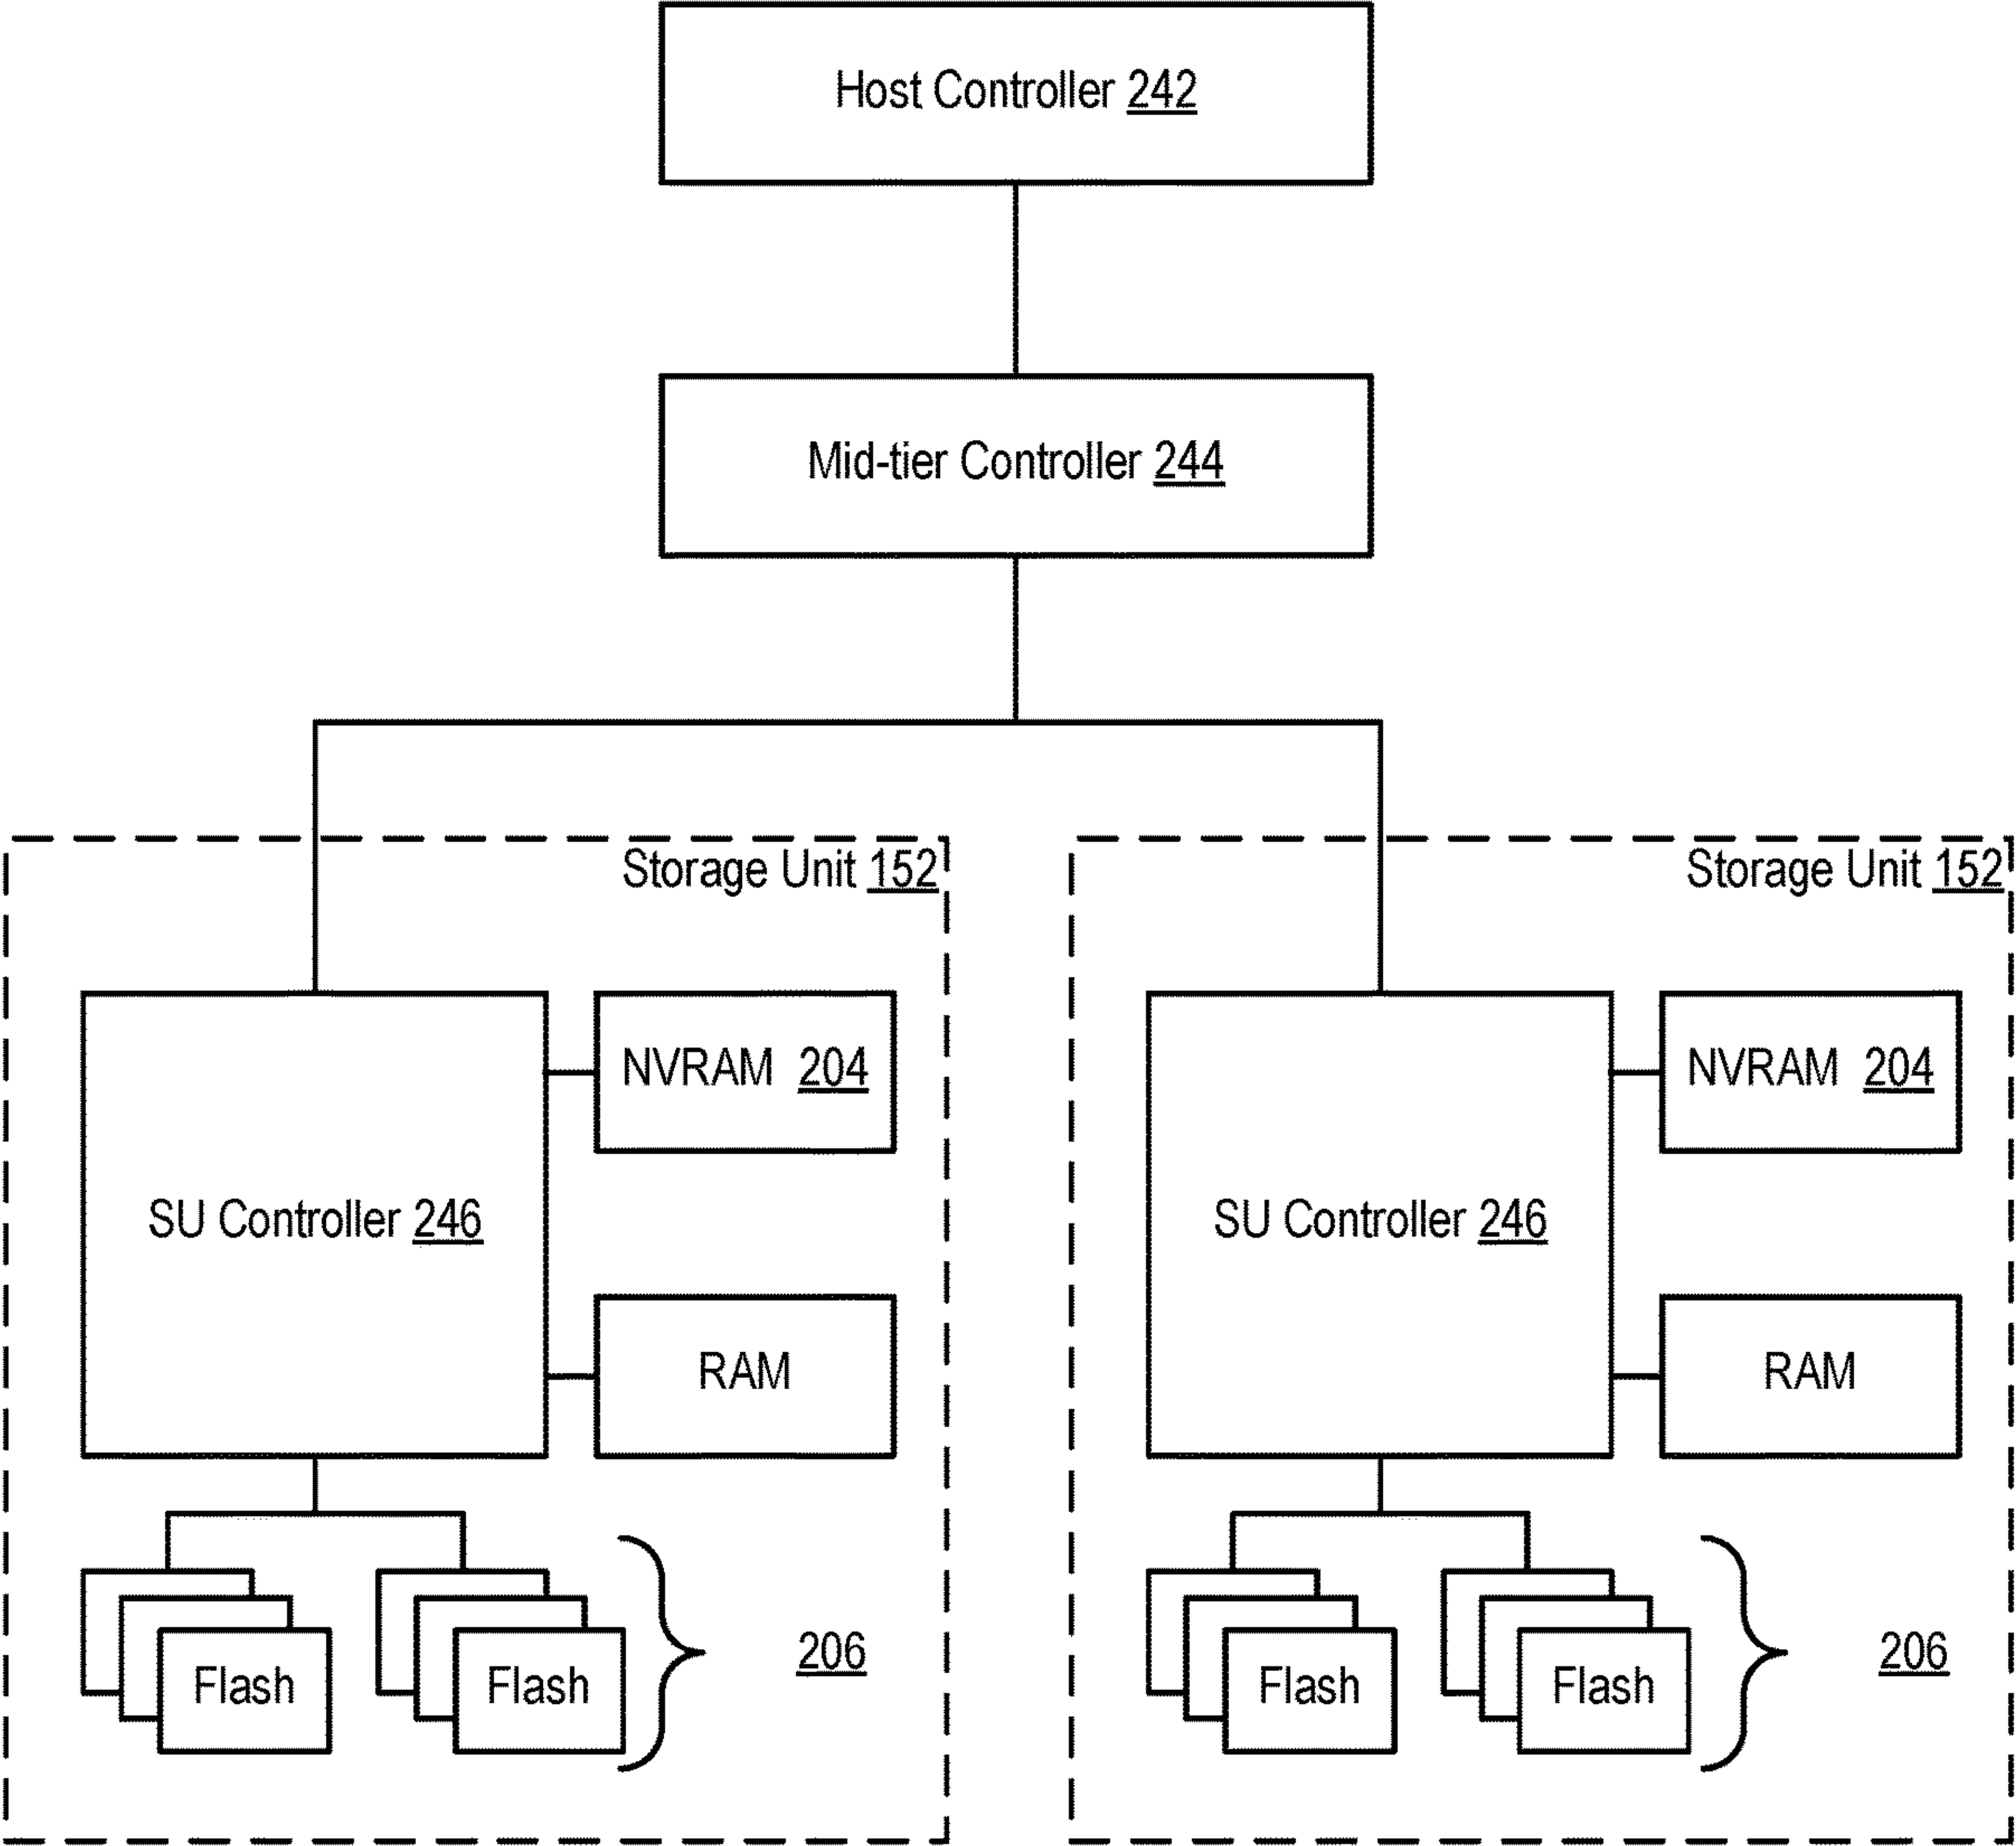 Host Controller 242
Mid-tier Controller 244
Storage Unit 152
NVRAM 204
SU Controller 246
RAM
Flash
Flash
206
Storage Unit 152
NVRAM 204
SU Controller 246
RAM
Flash
Flash
206